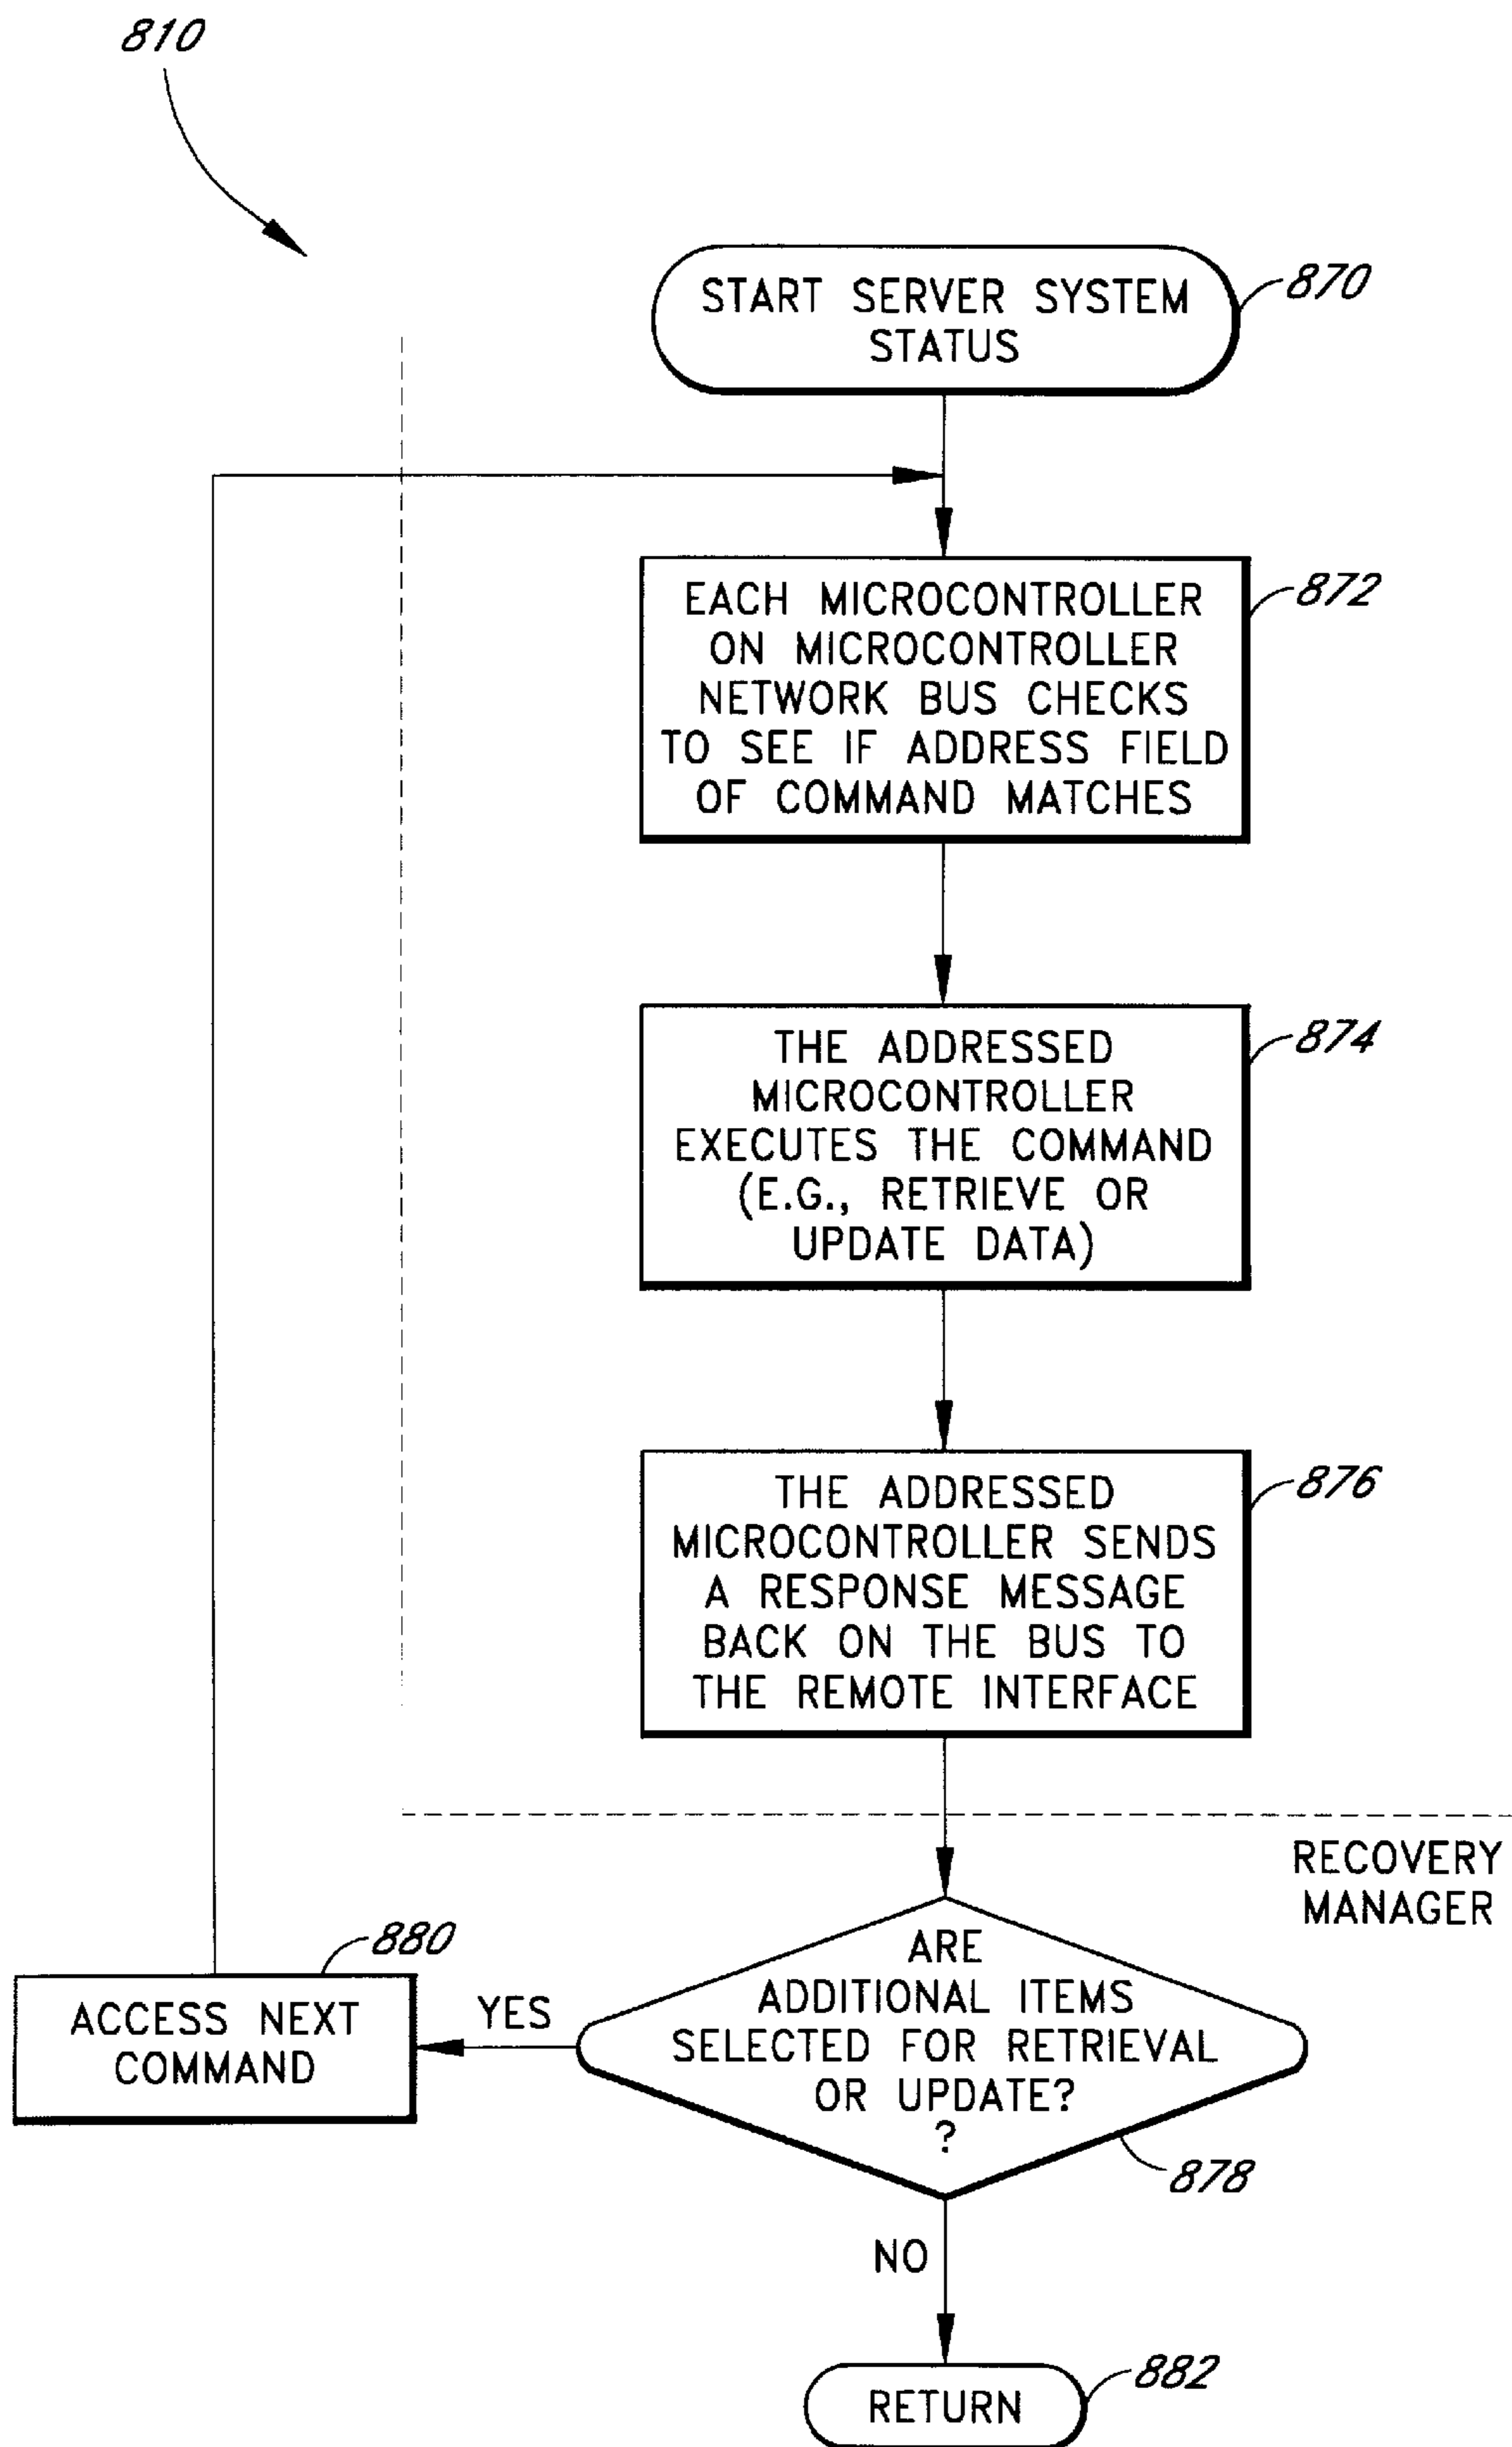 810
START SERVER SYSTEM
STATUS
870
EACH MICROCONTROLLER
ON MICROCONTROLLER
NETWORK BUS CHECKS
TO SEE IF ADDRESS FIELD
OF COMMAND MATCHES
872
THE ADDRESSED
MICROCONTROLLER
EXECUTES THE COMMAND
(E.G., RETRIEVE OR
UPDATE DATA)
874
THE ADDRESSED
MICROCONTROLLER SENDS
A RESPONSE MESSAGE
BACK ON THE BUS TO
THE REMOTE INTERFACE
876
RECOVERY
MANAGER
ARE
ADDITIONAL ITEMS
SELECTED FOR RETRIEVAL
OR UPDATE?
?
878
YES
880
ACCESS NEXT
COMMAND
NO
RETURN
882